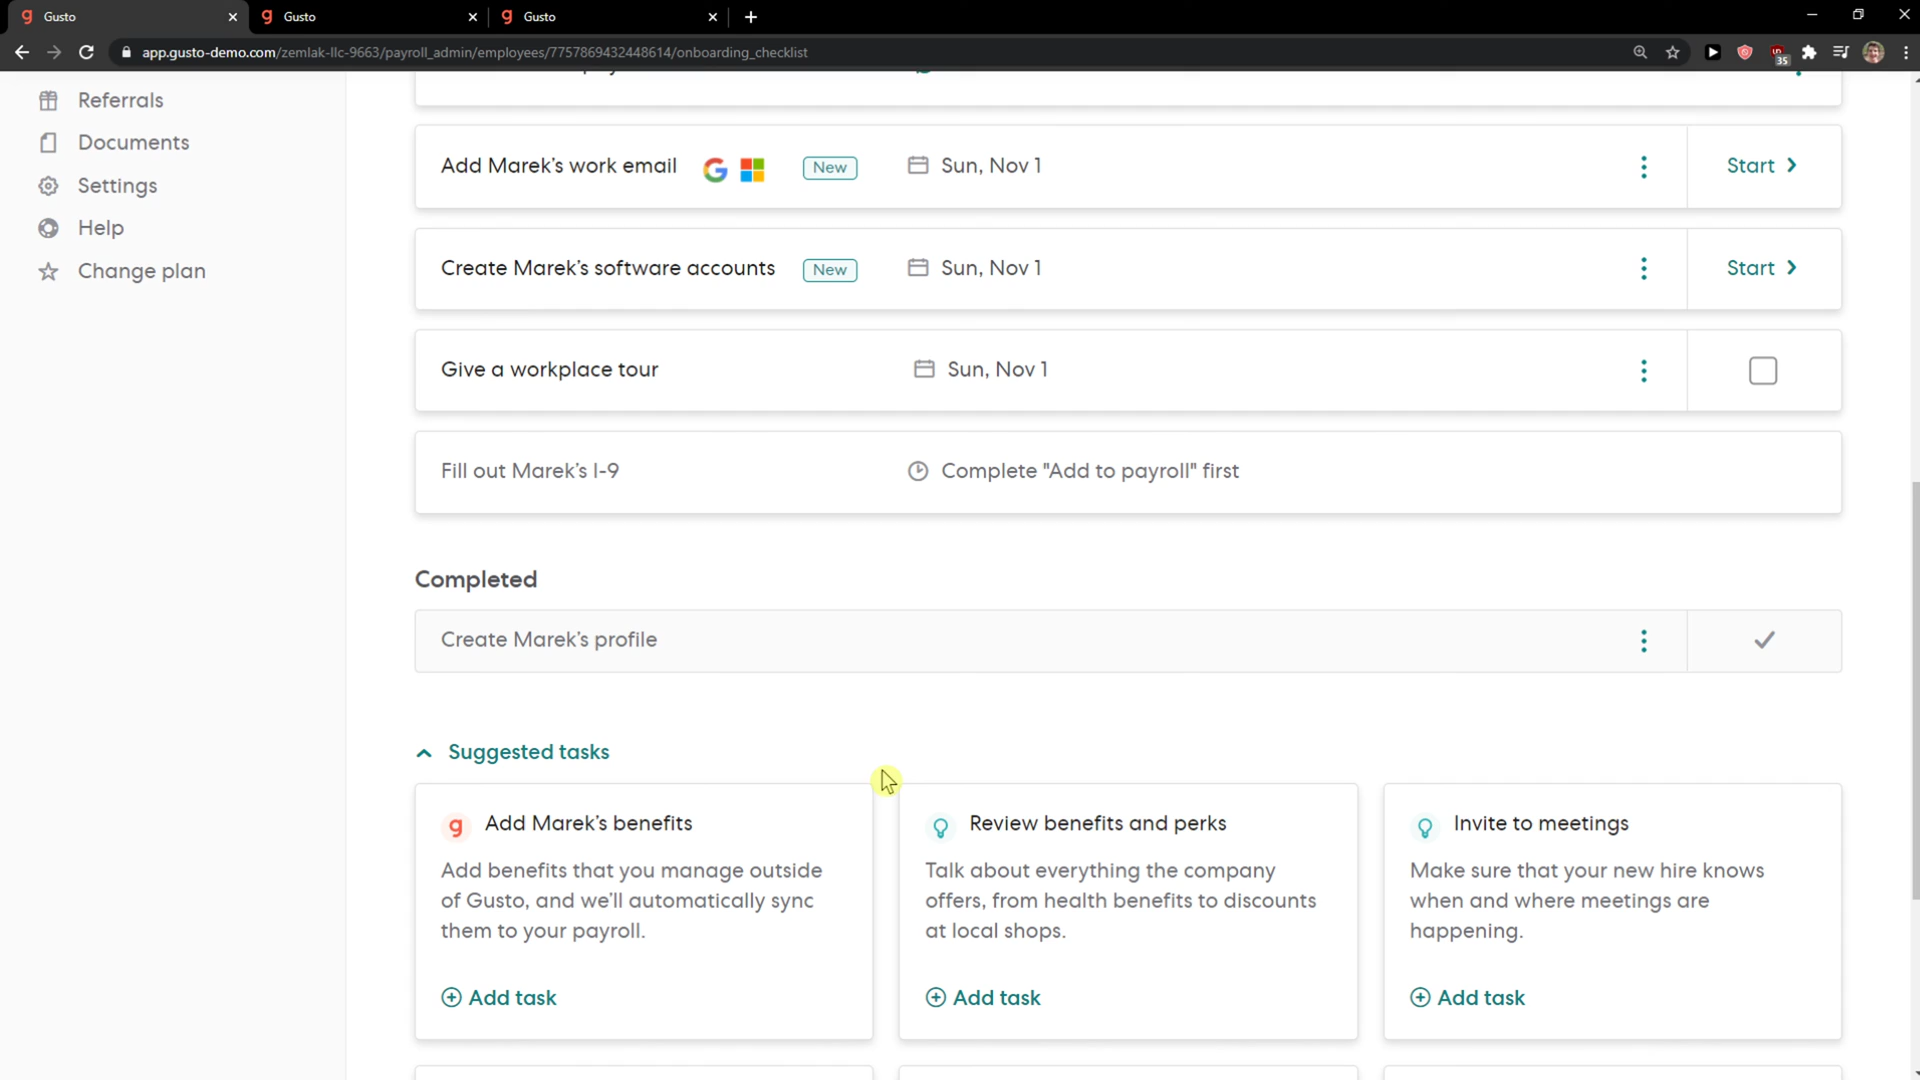 Gusto
Gusto
Gusto
app.gusto-demo.com/zemlak-llc-9663/payroll_admin/employees/7757869432448614/onboarding_checklist
35
Referrals
Documents
Settings
Help
Change plan
Add Marek's work email New Sun, Nov 1 Start
Create Marek's software accounts New Sun, Nov 1 Start
Give a workplace tour Sun, Nov 1
Fill out Marek's I-9 Complete "Add to payroll" first
Completed
Create Marek's profile
Suggested tasks
g Add Marek's benefits
Add benefits that you manage outside
of Gusto, and we'll automatically sync
them to your payroll.
Add task
Review benefits and perks
Talk about everything the company
offers, from health benefits to discounts
at local shops.
Add task
Invite to meetings
Make sure that your new hire knows
when and where meetings are
happening.
Add task